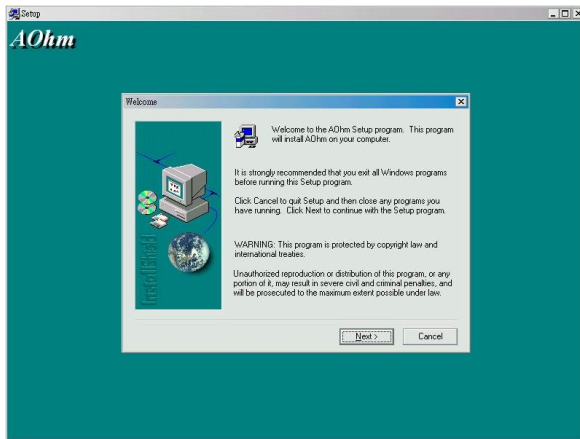 Setup
AOhm
Welcome
Welcome to the AOhm Setup program. This program
will install AOhm on your computer.
It is strongly recommended that you exit all Windows programs
before running this Setup program.
Click Cancel to quit Setup and then close any programs you
have running. Click Next to continue with the Setup program.
WARNING: This program is protected by copyright law and
international treaties.
Unauthorized reproduction or distribution of this program, or any
portion of it, may result in severe civil and criminal penalties, and
will be prosecuted to the maximum extent possible under law.
InstallShield
Next >
Cancel